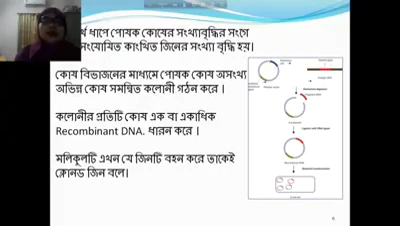 র্থ ধাপে পোষক কোষের সংখ্যাবৃদ্ধির সংগে
সংযোযিত কাংখিত জিনের সংখ্যা বৃদ্ধি হয়।
কোষ বিভাজনের মাধ্যমে পোষক কোষ অসংখ্য
অভিন্ন কোষ সমন্বিত কলোনী গঠন করে ।
কলোনীর প্রতিটি কোষ এক বা একাধিক
Recombinant DNA. ধারন করে ।
মলিকুলটি এখন যে জিনটি বহন করে তাকেই
ক্লোনড জিন বলে।